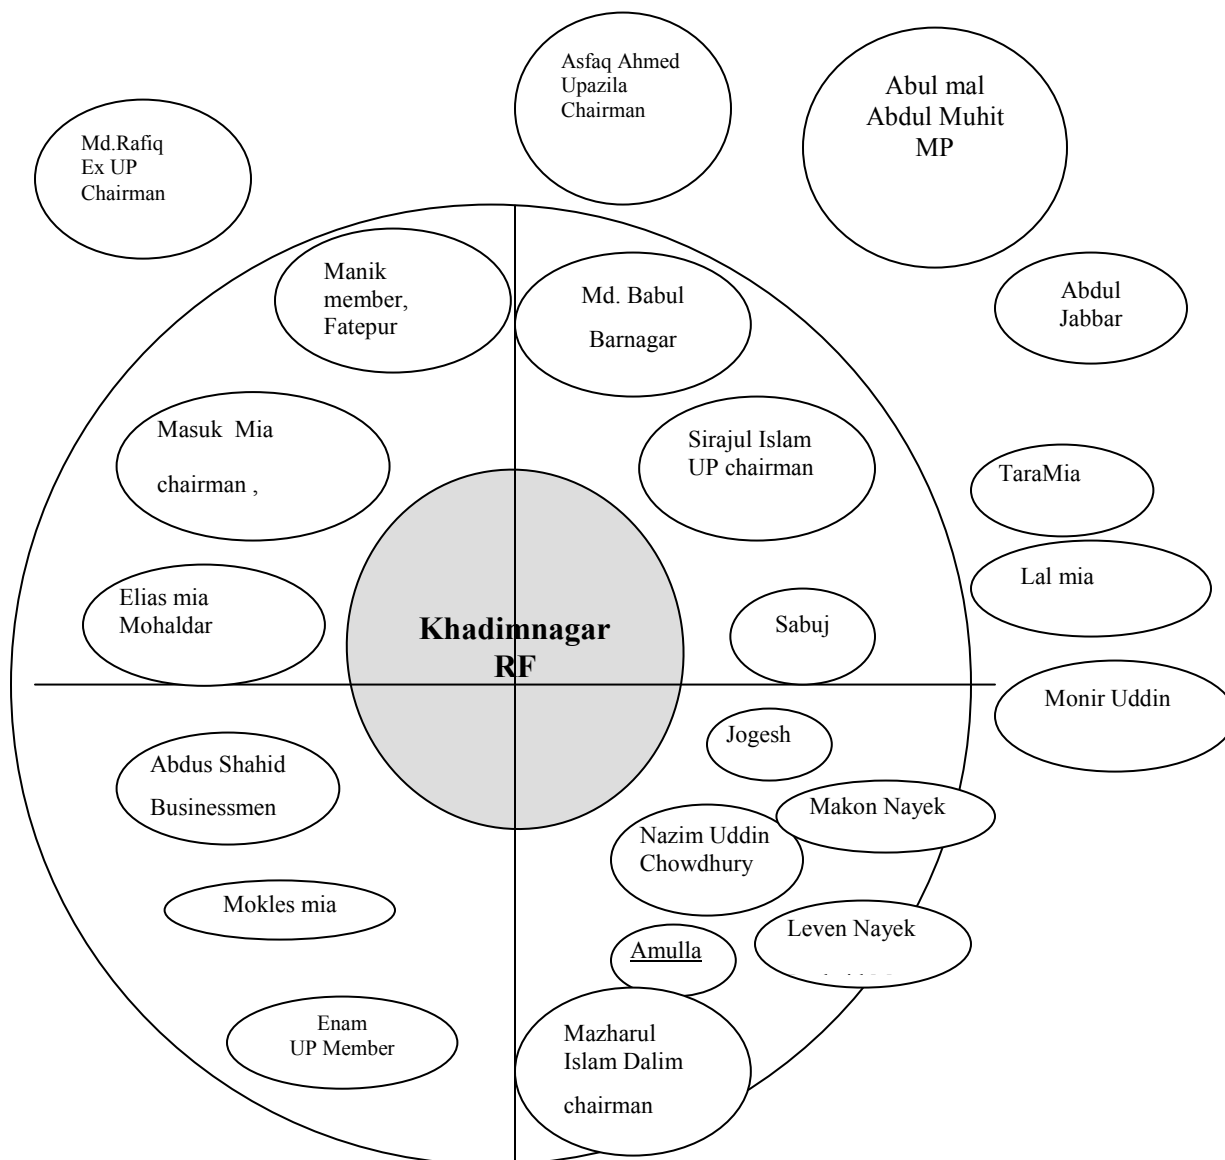 Asfaq Ahmed
Upazila
Chairman
Abul mal
Abdul Muhit
MP
Md.Rafiq
Ex UP
Chairman
Manik
member,
Fatepur
Md. Babul
Barnagar
Abdul
Jabbar
Masuk Mia
chairman ,
Sirajul Islam
UP chairman
TaraMia
Lal mia
Elias mia
Mohaldar
Khadimnagar
RF
Sabuj
Monir Uddin
Jogesh
Abdus Shahid
Businessmen
Makon Nayek
Nazim Uddin
Chowdhury
Mokles mia
Leven Nayek
Amulla
Enam
UP Member
Mazharul
Islam Dalim
chairman